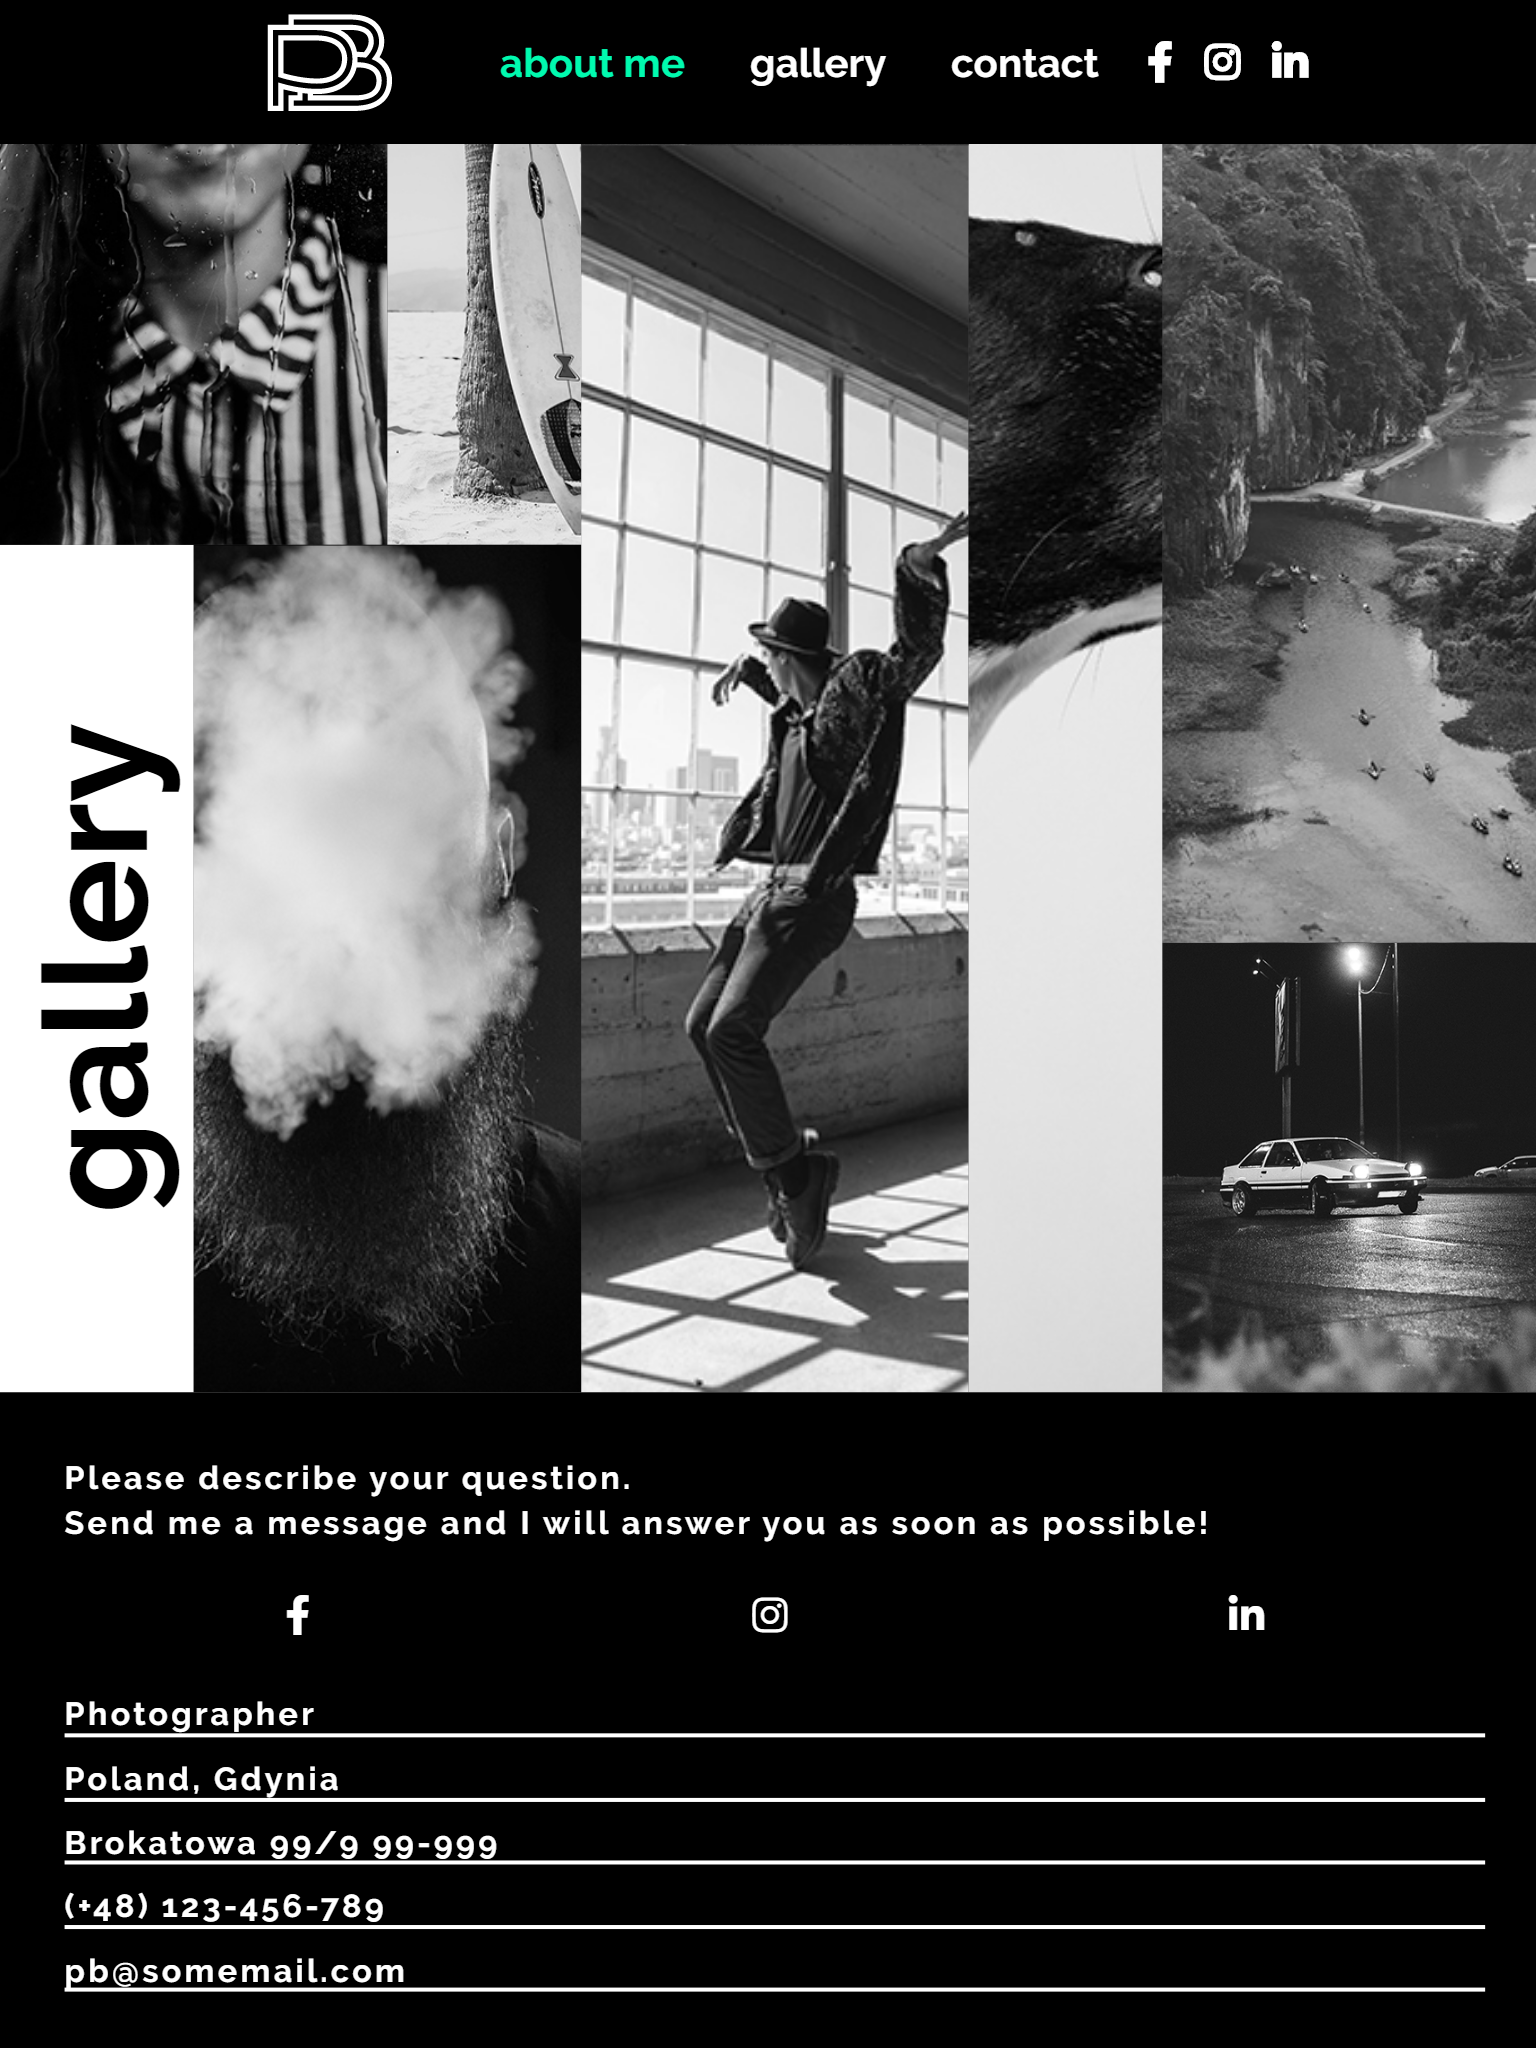 PB
about me gallery contact
gallery
Please describe your question.
Send me a message and I will answer you as soon as possible!
Photographer
Poland, Gdynia
Brokatowa 99/9 99-999
(+48) 123-456-789
pb@somemail.com